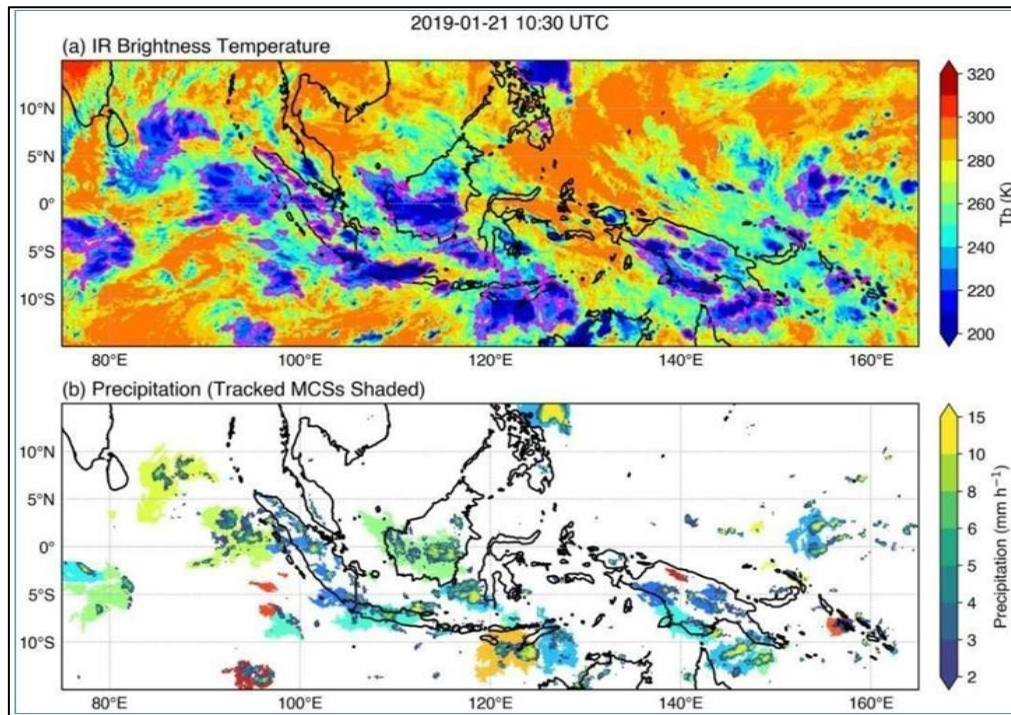 2019-01-21 10:30 UTC
(a) IR Brightness Temperature
10°N
5°N
0°
5°S
10°S
80°E 100°E 120°E 140°E 160°E
320
300
280
260
240
220
200
Tb (K)
(b) Precipitation (Tracked MCSs Shaded)
10°N
5°N
0°
5°S
10°S
80°E 100°E 120°E 140°E 160°E
15
10
8
6
5
4
3
2
Precipitation (mm h⁻¹)